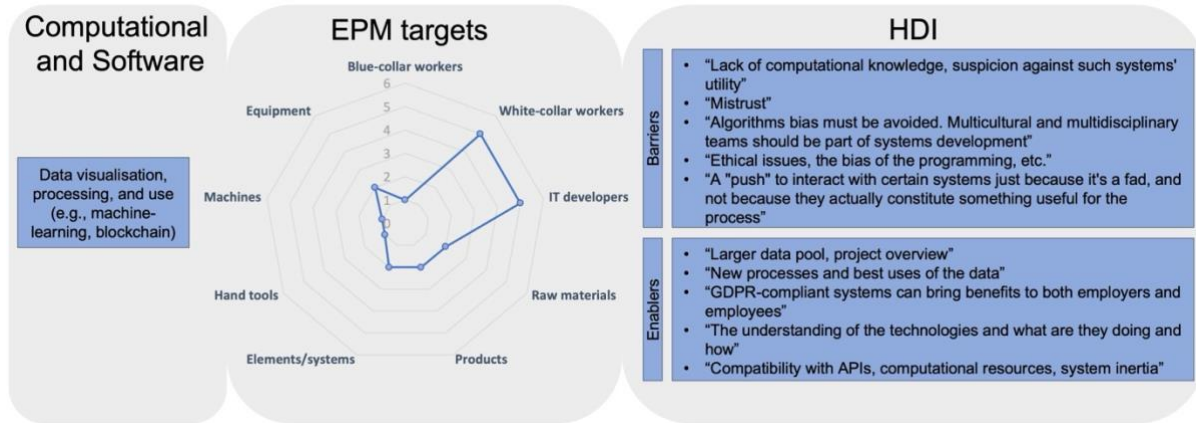 Computational
and Software
Data visualisation,
processing, and use
(e.g., machine-
learning, blockchain)
EPM targets
Blue-collar workers
White-collar workers
IT developers
Raw materials
Products
Elements/systems
Hand tools
Machines
Equipment
6
5
4
3
2
1
0
HDI
Barriers
• “Lack of computational knowledge, suspicion against such systems'
utility”
• “Mistrust”
• “Algorithms bias must be avoided. Multicultural and multidisciplinary
teams should be part of systems development”
• “Ethical issues, the bias of the programming, etc.”
• “A "push" to interact with certain systems just because it's a fad, and
not because they actually constitute something useful for the
process”
Enablers
• “Larger data pool, project overview”
• “New processes and best uses of the data”
• “GDPR-compliant systems can bring benefits to both employers and
employees”
• “The understanding of the technologies and what are they doing and
how”
• “Compatibility with APIs, computational resources, system inertia”